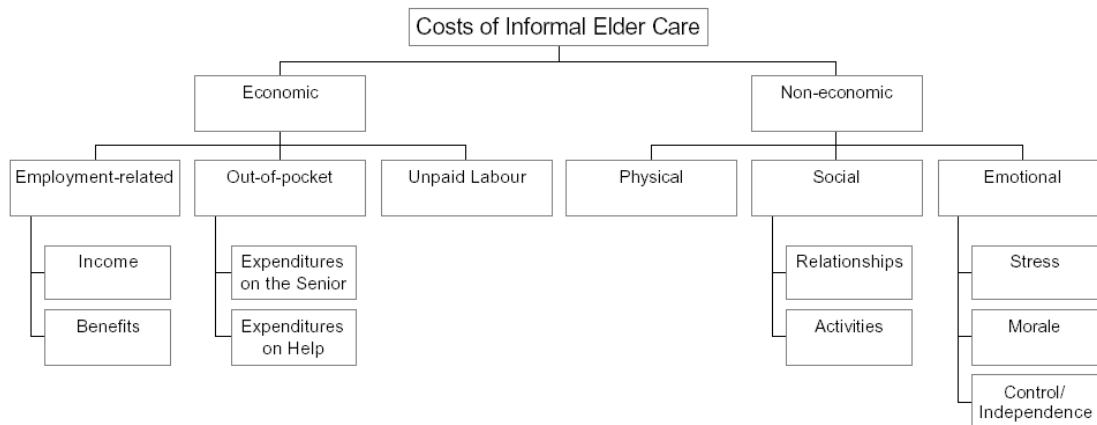 Costs of Informal Elder Care
Economic
Non-economic
Employment-related
Out-of-pocket
Unpaid Labour
Physical
Social
Emotional
Income
Expenditures
on the Senior
Relationships
Stress
Benefits
Expenditures
on Help
Activities
Morale
Control/
Independence